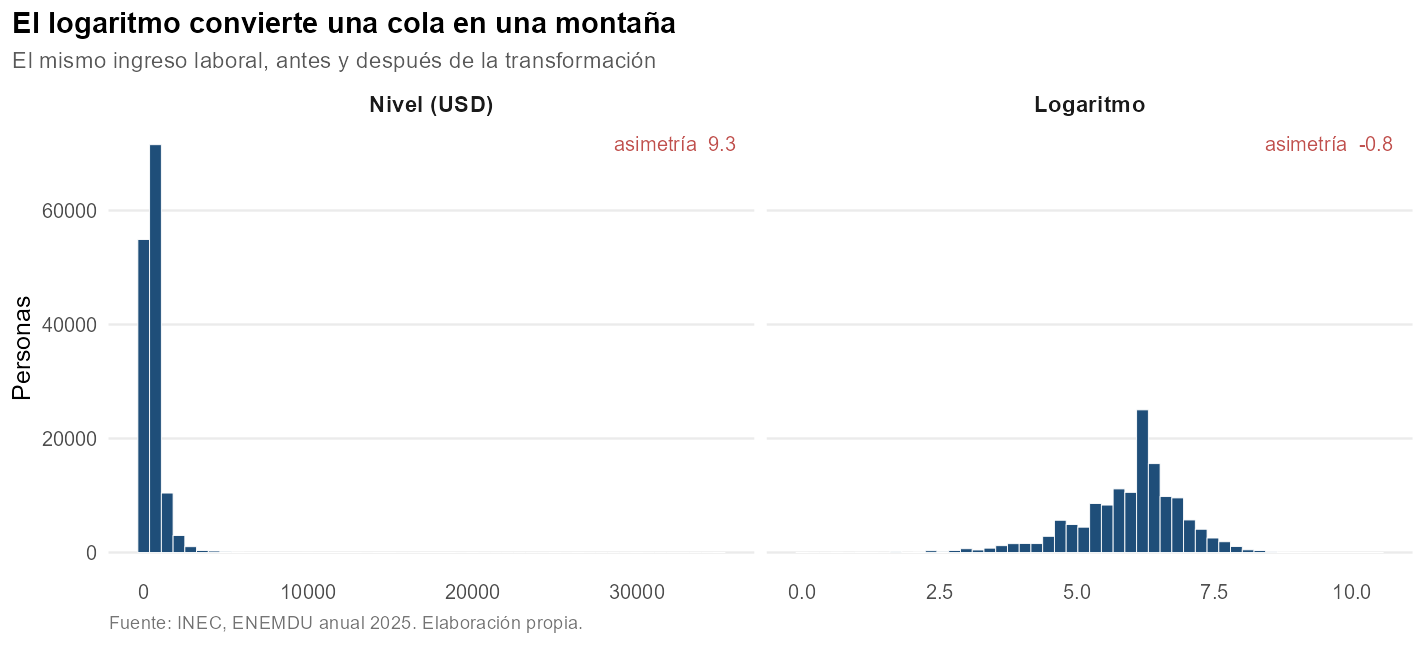 El logaritmo convierte una cola en una montaña
El mismo ingreso laboral, antes y después de la transformación
Nivel (USD)
Logaritmo
asimetría 9.3
asimetría -0.8
Personas
60000
40000
20000
0
0 10000 20000 30000
0.0 2.5 5.0 7.5 10.0
Fuente: INEC, ENEMDU anual 2025. Elaboración propia.